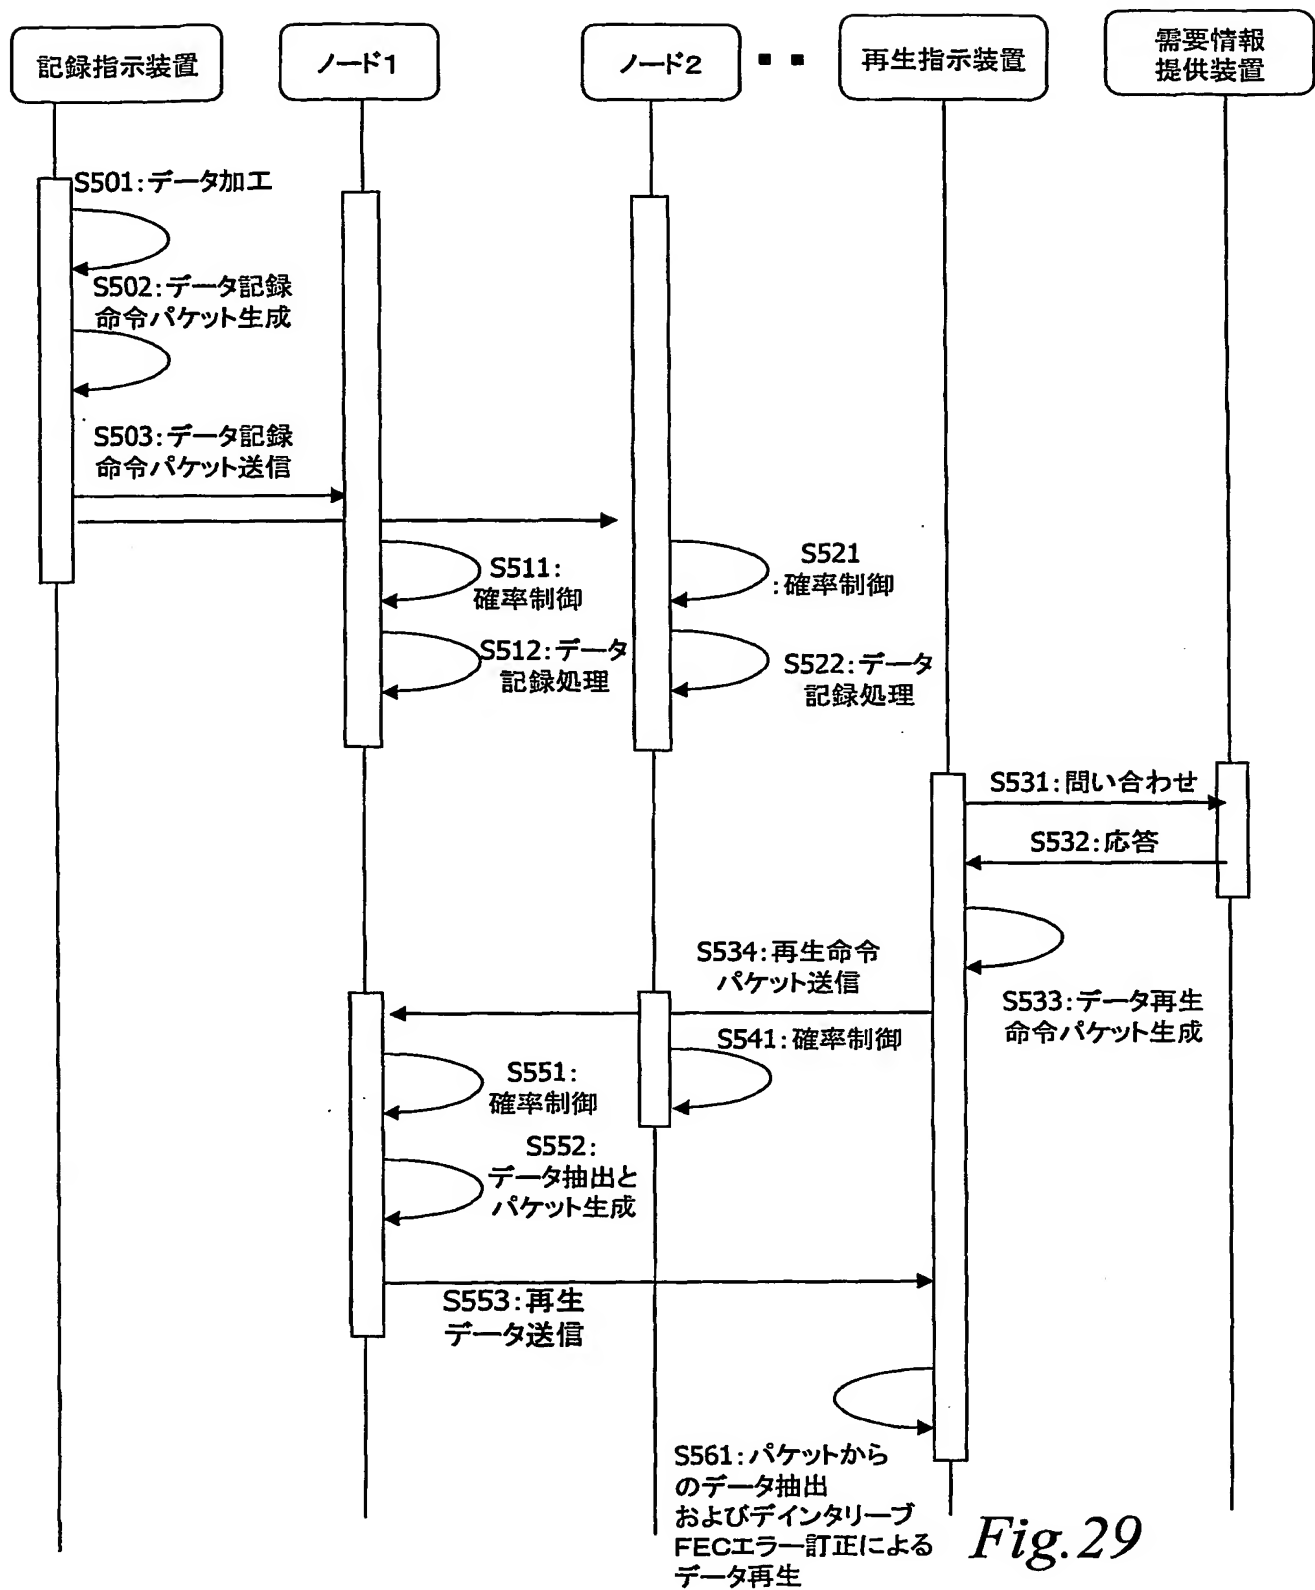 記録指示装置
ノード1
ノード2
再生指示装置
需要情報
提供装置
S501:データ加工
S502:データ記録
命令パケット生成
S503:データ記録
命令パケット送信
S511:
確率制御
S521
:確率制御
S512:データ
記録処理
S522:データ
記録処理
S531:問い合わせ
S532:応答
S534:再生命令
パケット送信
S533:データ再生
命令パケット生成
S541:確率制御
S551:
確率制御
S552:
データ抽出と
パケット生成
S553:再生
データ送信
S561:パケットから
のデータ抽出
およびデインタリーブ
FECエラー訂正による
データ再生
Fig.29